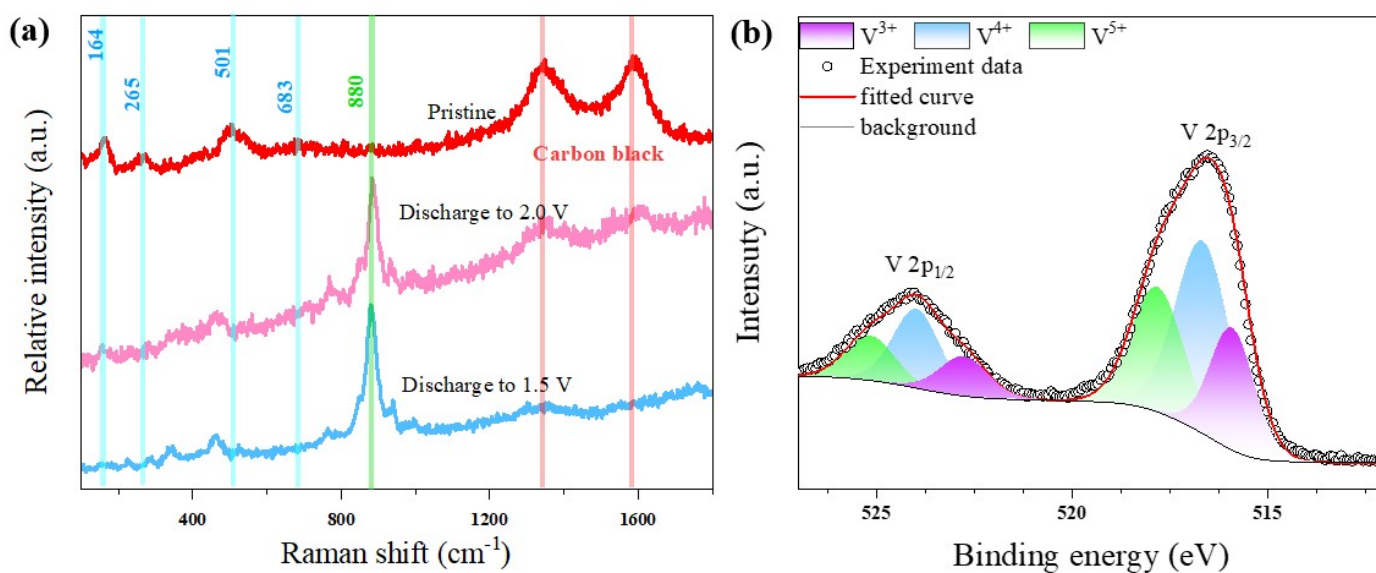 (a)
164
265
501
683
880
Pristine
Carbon black
Discharge to 2.0 V
Discharge to 1.5 V
Relative intensity (a.u.)
400 800 1200 1600
Raman shift (cm⁻¹)
(b)
V³⁺ V⁴⁺ V⁵⁺
Experiment data
fitted curve
background
V 2p₃/₂
V 2p₁/₂
Intensuty (a.u.)
525 520 515
Binding energy (eV)